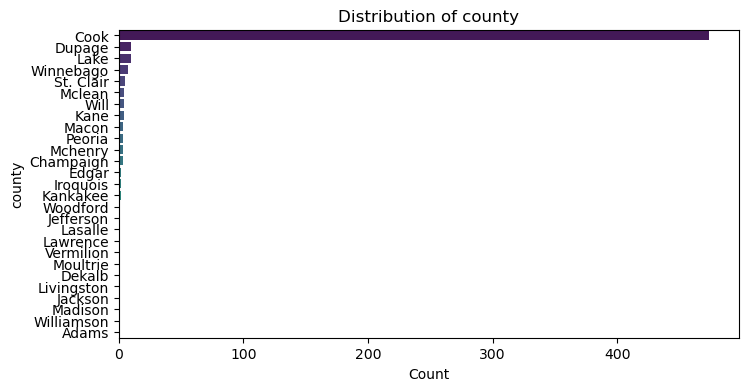 Distribution of county
county
Cook
Dupage
Lake
Winnebago
St. Clair
Mclean
Will
Kane
Macon
Peoria
Mchenry
Champaign
Edgar
Iroquois
Kankakee
Woodford
Jefferson
Lasalle
Lawrence
Vermilion
Moultrie
Dekalb
Livingston
Jackson
Madison
Williamson
Adams
0 100 200 300 400
Count